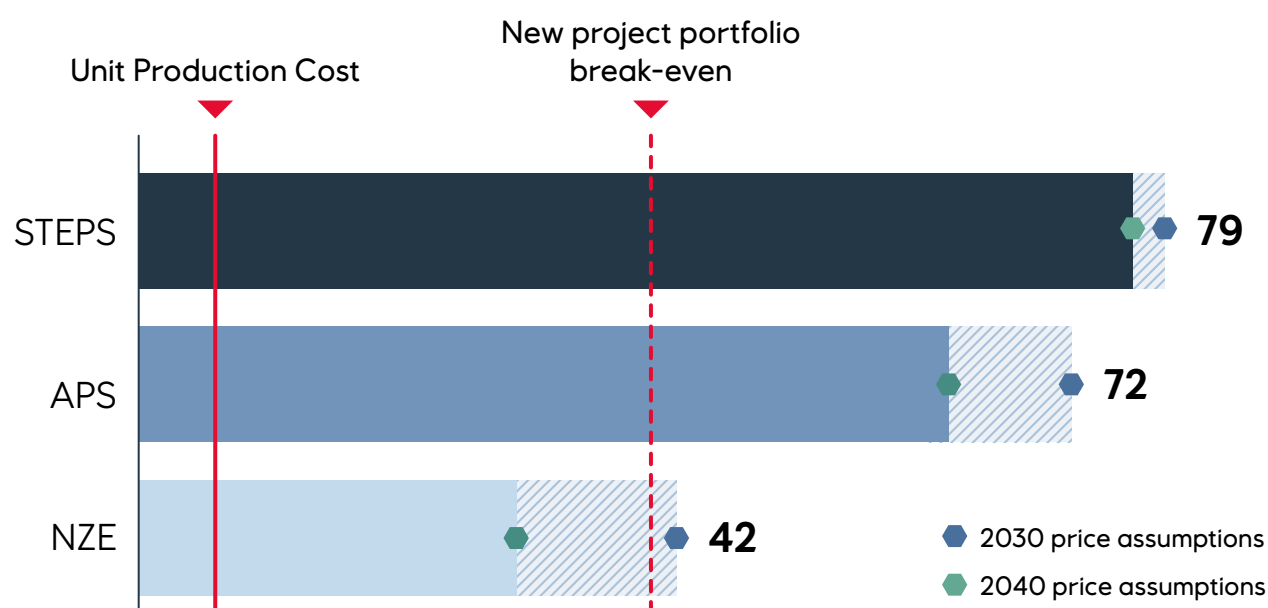 New project portfolio
break-even
Unit Production Cost
STEPS
79
APS
72
NZE
42
2030 price assumptions
2040 price assumptions